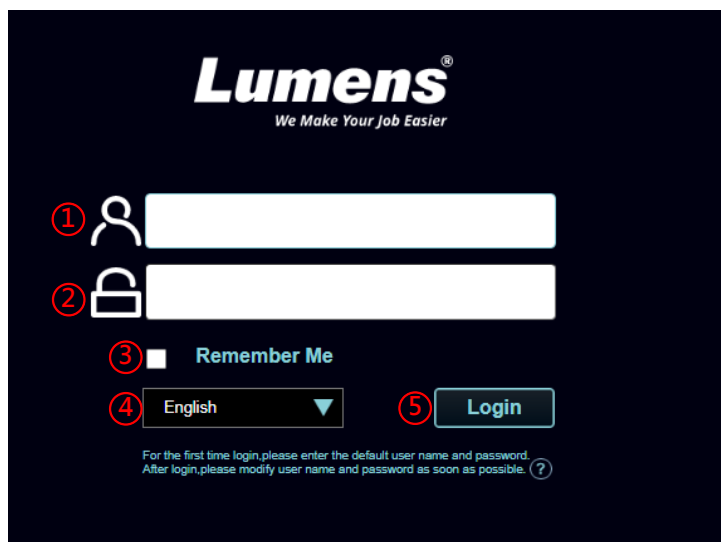 Lumens®
We Make Your Job Easier
①
②
③ Remember Me
④ English
⑤ Login
For the first time login,please enter the default user name and password.
After login,please modify user name and password as soon as possible. ?